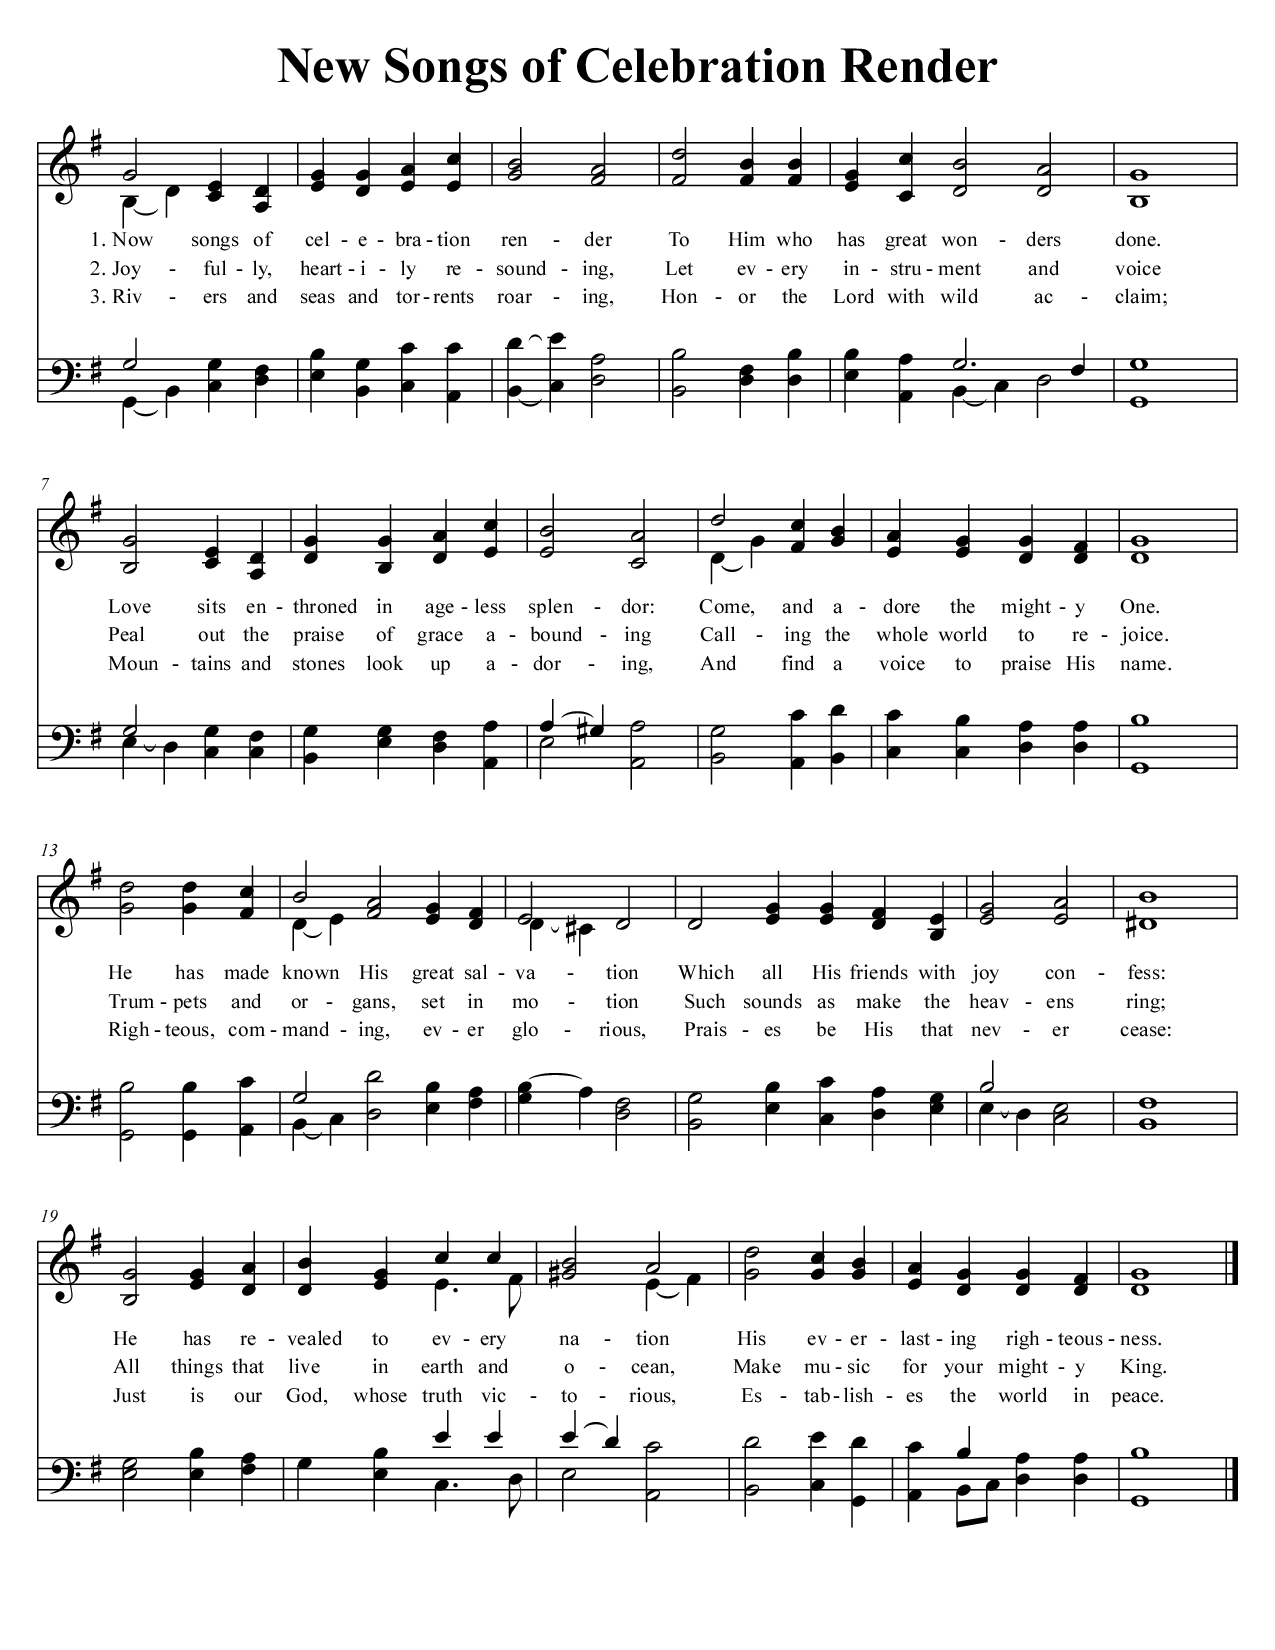 New Songs of Celebration Render
1. Now songs of cel - e - bra - tion ren - der To Him who has great won - ders done.
2. Joy - ful - ly, heart - i - ly re - sound - ing, Let ev - ery in - stru - ment and voice
3. Riv - ers and seas and tor - rents roar - ing, Hon - or the Lord with wild ac - claim;
7
Love sits en - throned in age - less splen - dor: Come, and a - dore the might - y One.
Peal out the praise of grace a - bound - ing Call - ing the whole world to re - joice.
Moun - tains and stones look up a - dor - ing, And find a voice to praise His name.
13
He has made known His great sal - va - tion Which all His friends with joy con - fess:
Trum - pets and or - gans, set in mo - tion Such sounds as make the heav - ens ring;
Righ - teous, com - mand - ing, ev - er glo - rious, Prais - es be His that nev - er cease:
19
He has re - vealed to ev - ery na - tion His ev - er - last - ing righ - teous - ness.
All things that live in earth and o - cean, Make mu - sic for your might - y King.
Just is our God, whose truth vic - to - rious, Es - tab - lish - es the world in peace.